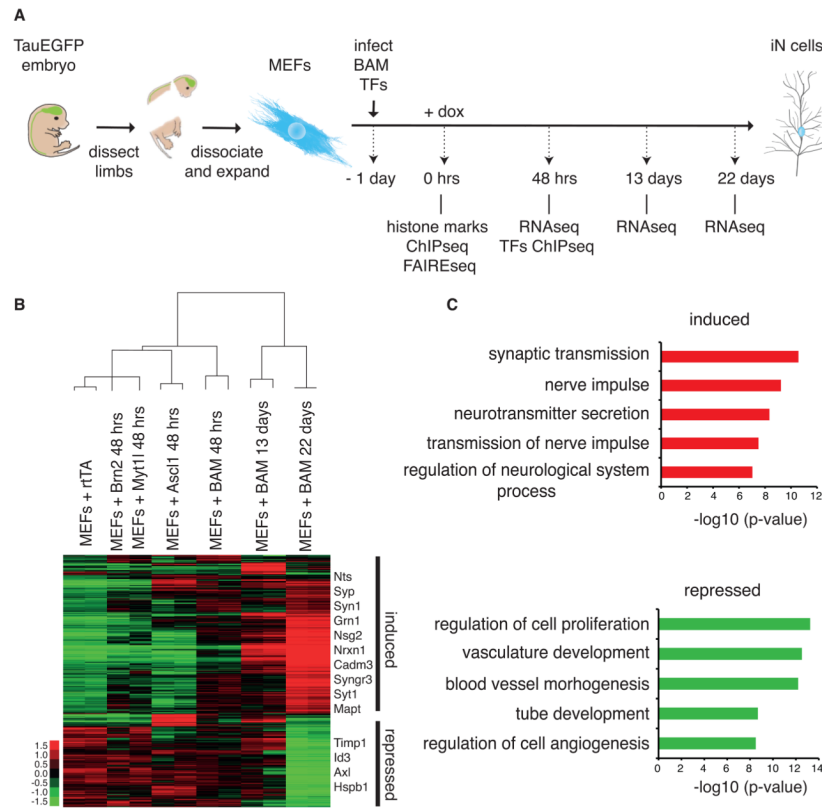 A
TauEGFP
embryo
MEFs
infect
BAM
TFs
iN cells
+ dox
dissect
limbs
dissociate
and expand
- 1 day
0 hrs
48 hrs
13 days
22 days
histone marks
ChIPseq
FAIREseq
RNAseq
TFs ChIPseq
RNAseq
RNAseq
B
MEFs + rtTA
MEFs + Brn2 48 hrs
MEFs + Myt1l 48 hrs
MEFs + Ascl1 48 hrs
MEFs + BAM 48 hrs
MEFs + BAM 13 days
MEFs + BAM 22 days
Nts
Syp
Syn1
Grn1
Nsg2
Nrxn1
Cadm3
Syngr3
Syt1
Mapt
induced
Timp1
Id3
Axl
Hspb1
repressed
1.5
1.0
0.5
0.0
-0.5
-1.0
-1.5
C
induced
synaptic transmission
nerve impulse
neurotransmitter secretion
transmission of nerve impulse
regulation of neurological system
process
0 2 4 6 8 10 12
-log10 (p-value)
repressed
regulation of cell proliferation
vasculature development
blood vessel morhogenesis
tube development
regulation of cell angiogenesis
0 2 4 6 8 10 12 14
-log10 (p-value)